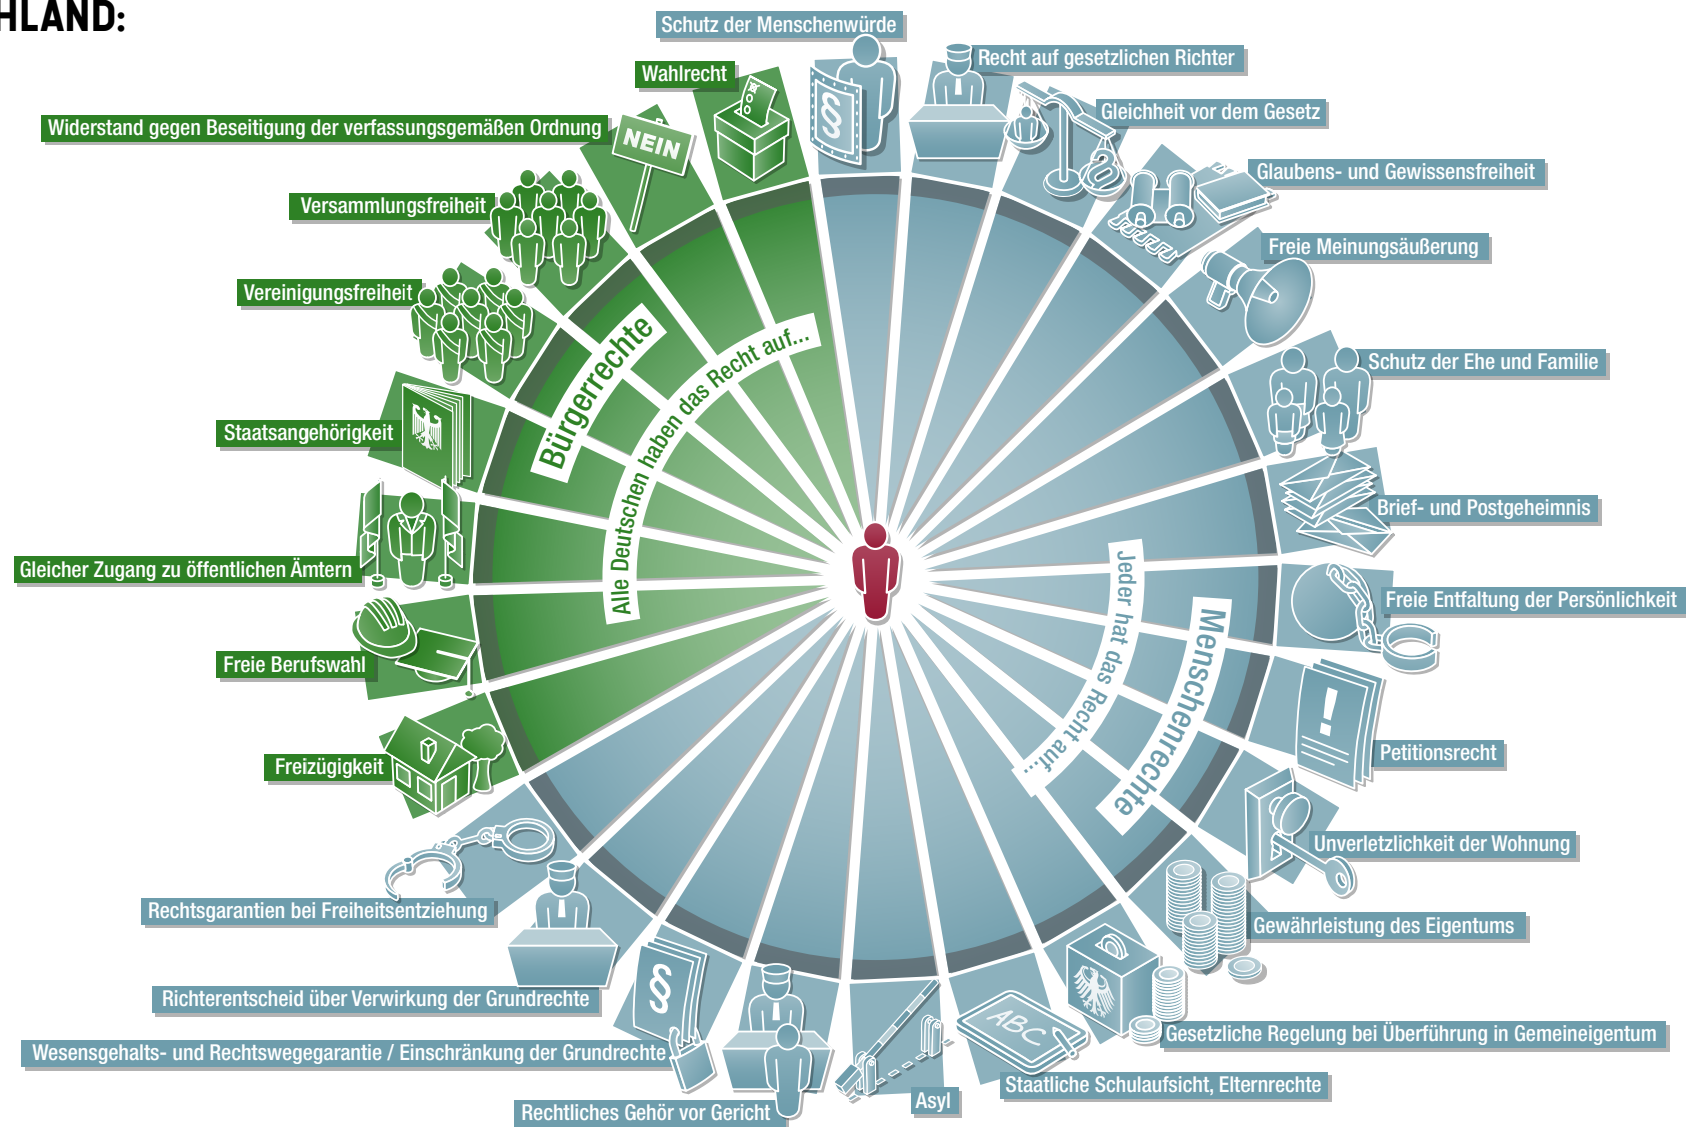 HLAND:
Schutz der Menschenwürde
Recht auf gesetzlichen Richter
Gleichheit vor dem Gesetz
Glaubens- und Gewissensfreiheit
Freie Meinungsäußerung
Schutz der Ehe und Familie
Brief- und Postgeheimnis
Freie Entfaltung der Persönlichkeit
Petitionsrecht
Unverletzlichkeit der Wohnung
Gewährleistung des Eigentums
Gesetzliche Regelung bei Überführung in Gemeineigentum
Staatliche Schulaufsicht, Elternrechte
Asyl
Rechtliches Gehör vor Gericht
Wesensgehalts- und Rechtswegegarantie / Einschränkung der Grundrechte
Richterentscheid über Verwirkung der Grundrechte
Rechtsgarantien bei Freiheitsentziehung
Freizügigkeit
Freie Berufswahl
Gleicher Zugang zu öffentlichen Ämtern
Staatsangehörigkeit
Vereinigungsfreiheit
Versammlungsfreiheit
Widerstand gegen Beseitigung der verfassungsgemäßen Ordnung
Wahlrecht
NEIN
§
§
§
!
ABC
Bürgerrechte
Alle Deutschen haben das Recht auf...
Menschenrechte
Jeder hat das Recht auf...